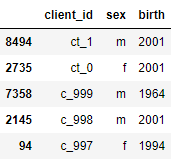 client_id sex birth
8494 ct_1 m 2001
2735 ct_0 f 2001
7358 c_999 m 1964
2145 c_998 m 2001
94 c_997 f 1994